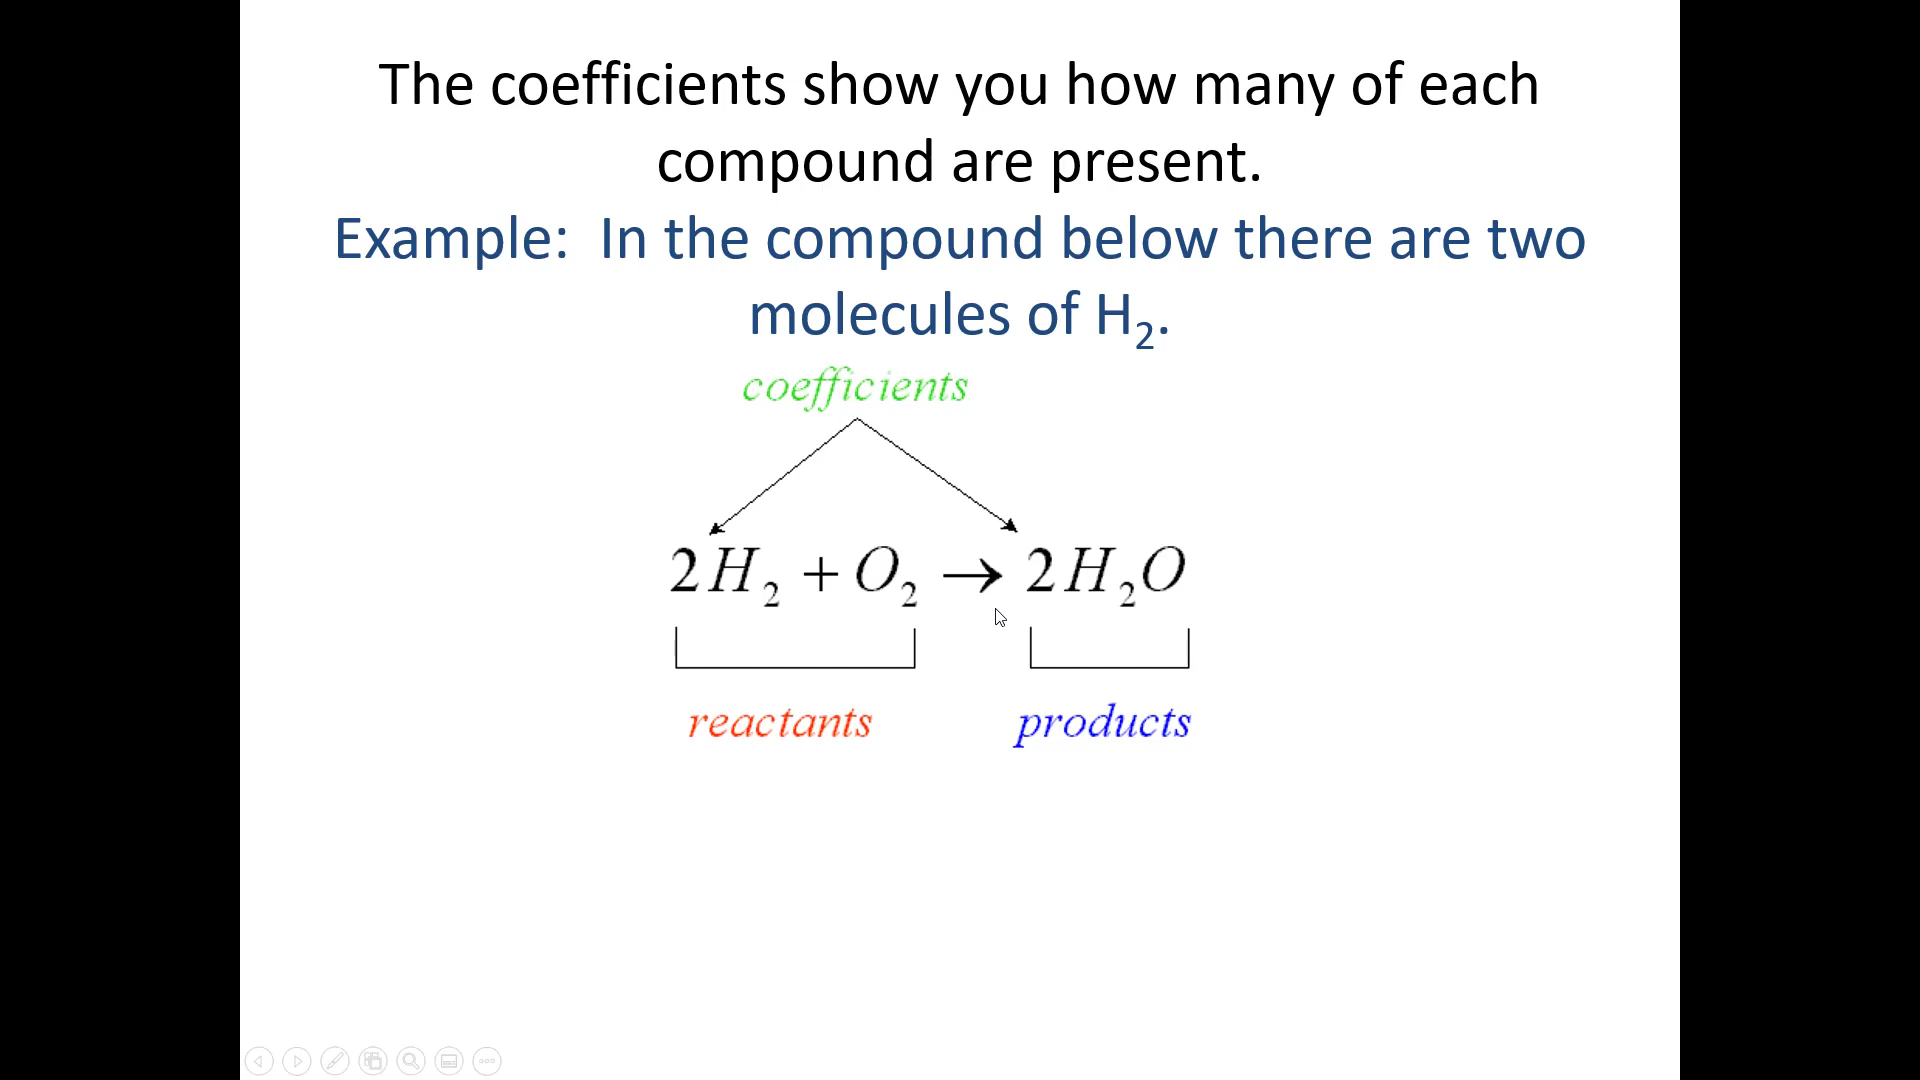 The coefficients show you how many of each
compound are present.
Example:  In the compound below there are two
molecules of H₂.
coefficients
2H₂ + O₂ → 2H₂O
reactants
products